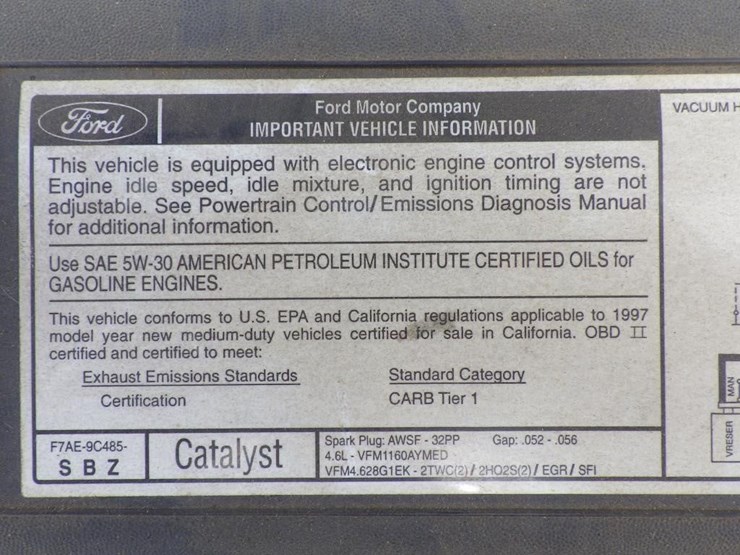 Ford
Ford Motor Company
IMPORTANT VEHICLE INFORMATION
This vehicle is equipped with electronic engine control systems.
Engine idle speed, idle mixture, and ignition timing are not
adjustable. See Powertrain Control/Emissions Diagnosis Manual
for additional information.
Use SAE 5W-30 AMERICAN PETROLEUM INSTITUTE CERTIFIED OILS for
GASOLINE ENGINES.
This vehicle conforms to U.S. EPA and California regulations applicable to 1997
model year new medium-duty vehicles certified for sale in California. OBD II
certified and certified to meet:
Exhaust Emissions Standards Standard Category
Certification CARB Tier 1
F7AE-9C485-
SBZ
Catalyst
Spark Plug: AWSF - 32PP Gap: .052 - .056
4.6L - VFM1160AYMED
VFM4.628G1EK - 2TWC(2)/ 2HO2S(2)/ EGR / SFI
VACUUM H
MAN
VRESER